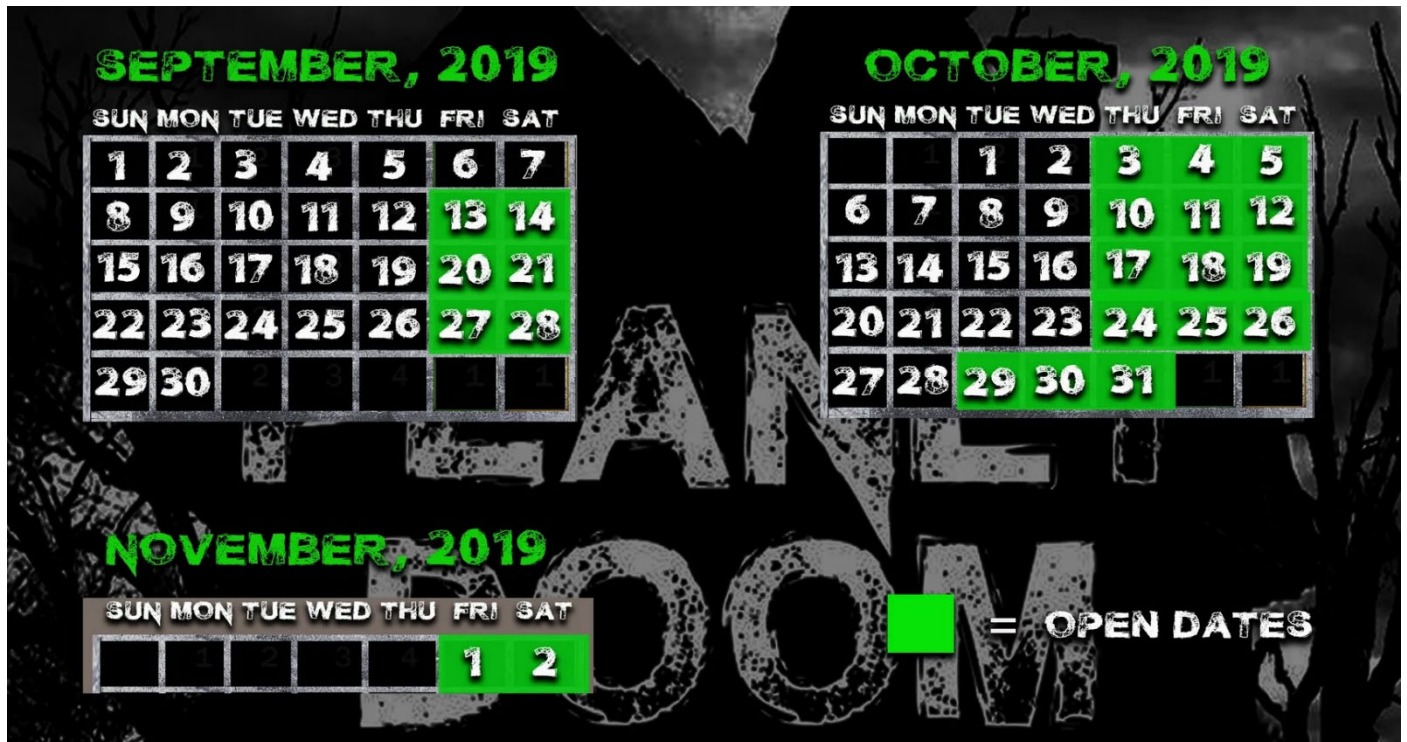 SEPTEMBER, 2019
SUN MON TUE WED THU FRI SAT
1 2 3 4 5 6 7
8 9 10 11 12 13 14
15 16 17 18 19 20 21
22 23 24 25 26 27 28
29 30
OCTOBER, 2019
SUN MON TUE WED THU FRI SAT
1 2 3 4 5
6 7 8 9 10 11 12
13 14 15 16 17 18 19
20 21 22 23 24 25 26
27 28 29 30 31
PLANET
DOOM
NOVEMBER, 2019
SUN MON TUE WED THU FRI SAT
1 2
= OPEN DATES